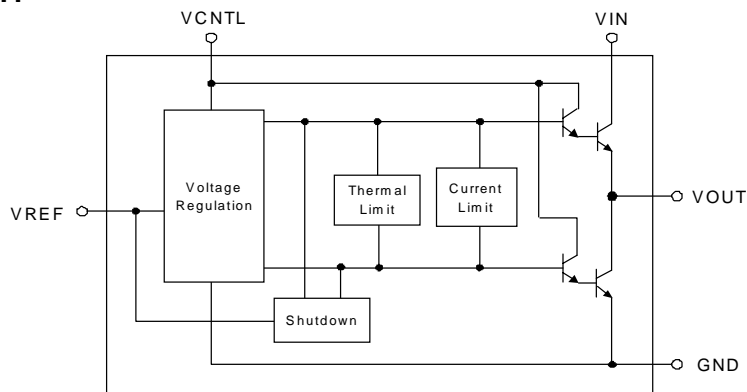 VCNTL
VIN
Voltage
Regulation
Thermal
Limit
Current
Limit
VREF
VOUT
Shutdown
GND